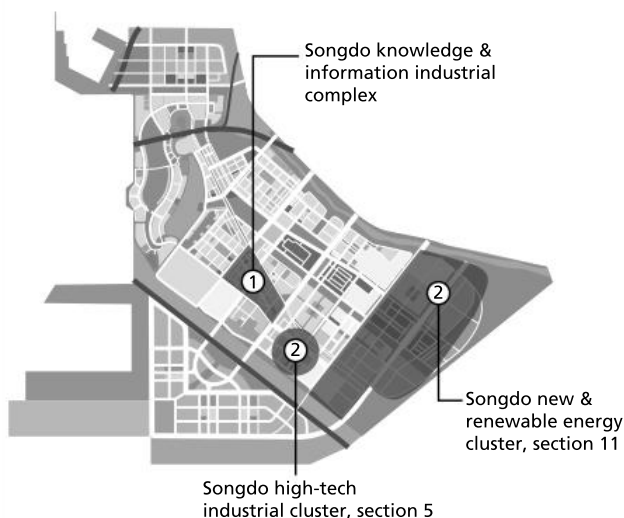 Songdo knowledge &
information industrial
complex
1
2
2
Songdo new &
renewable energy
cluster, section 11
Songdo high-tech
industrial cluster, section 5